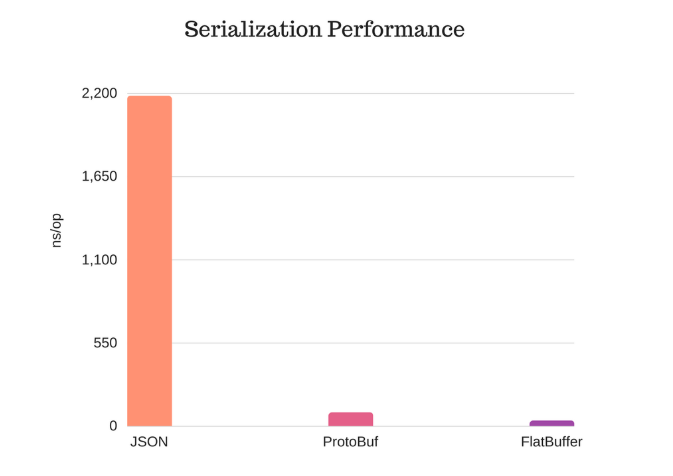 Serialization Performance
2,200
1,650
1,100
550
0
ns/op
JSON ProtoBuf FlatBuffer